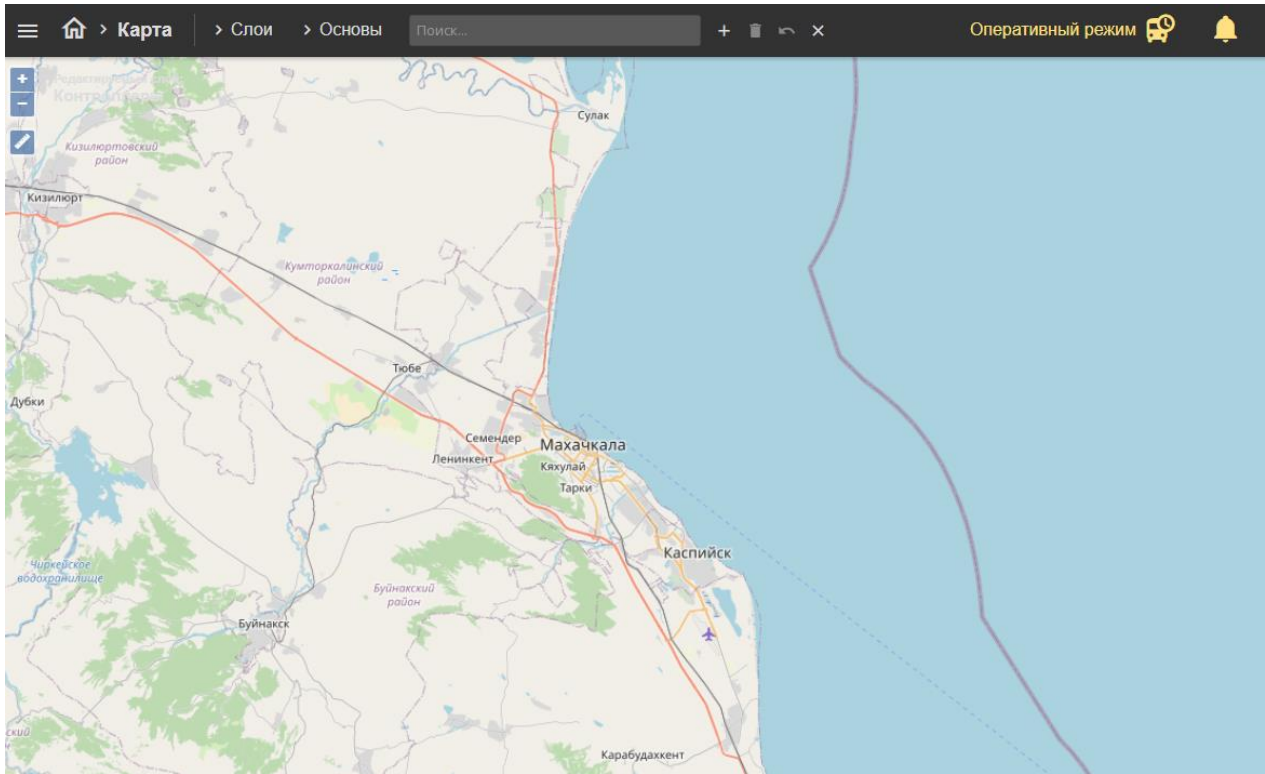 Карта
Слои
Основы
Поиск...
Оперативный режим
+
Сулак
−
Кизилюртовский
район
Кизилюрт
Кумторкалинский
район
Тюбе
Дубки
Семендер
Махачкала
Ленинкент
Кяхулай
Тарки
Каспийск
Чиркейское
водохранилище
Буйнакский
район
Буйнакск
Карабудахкент